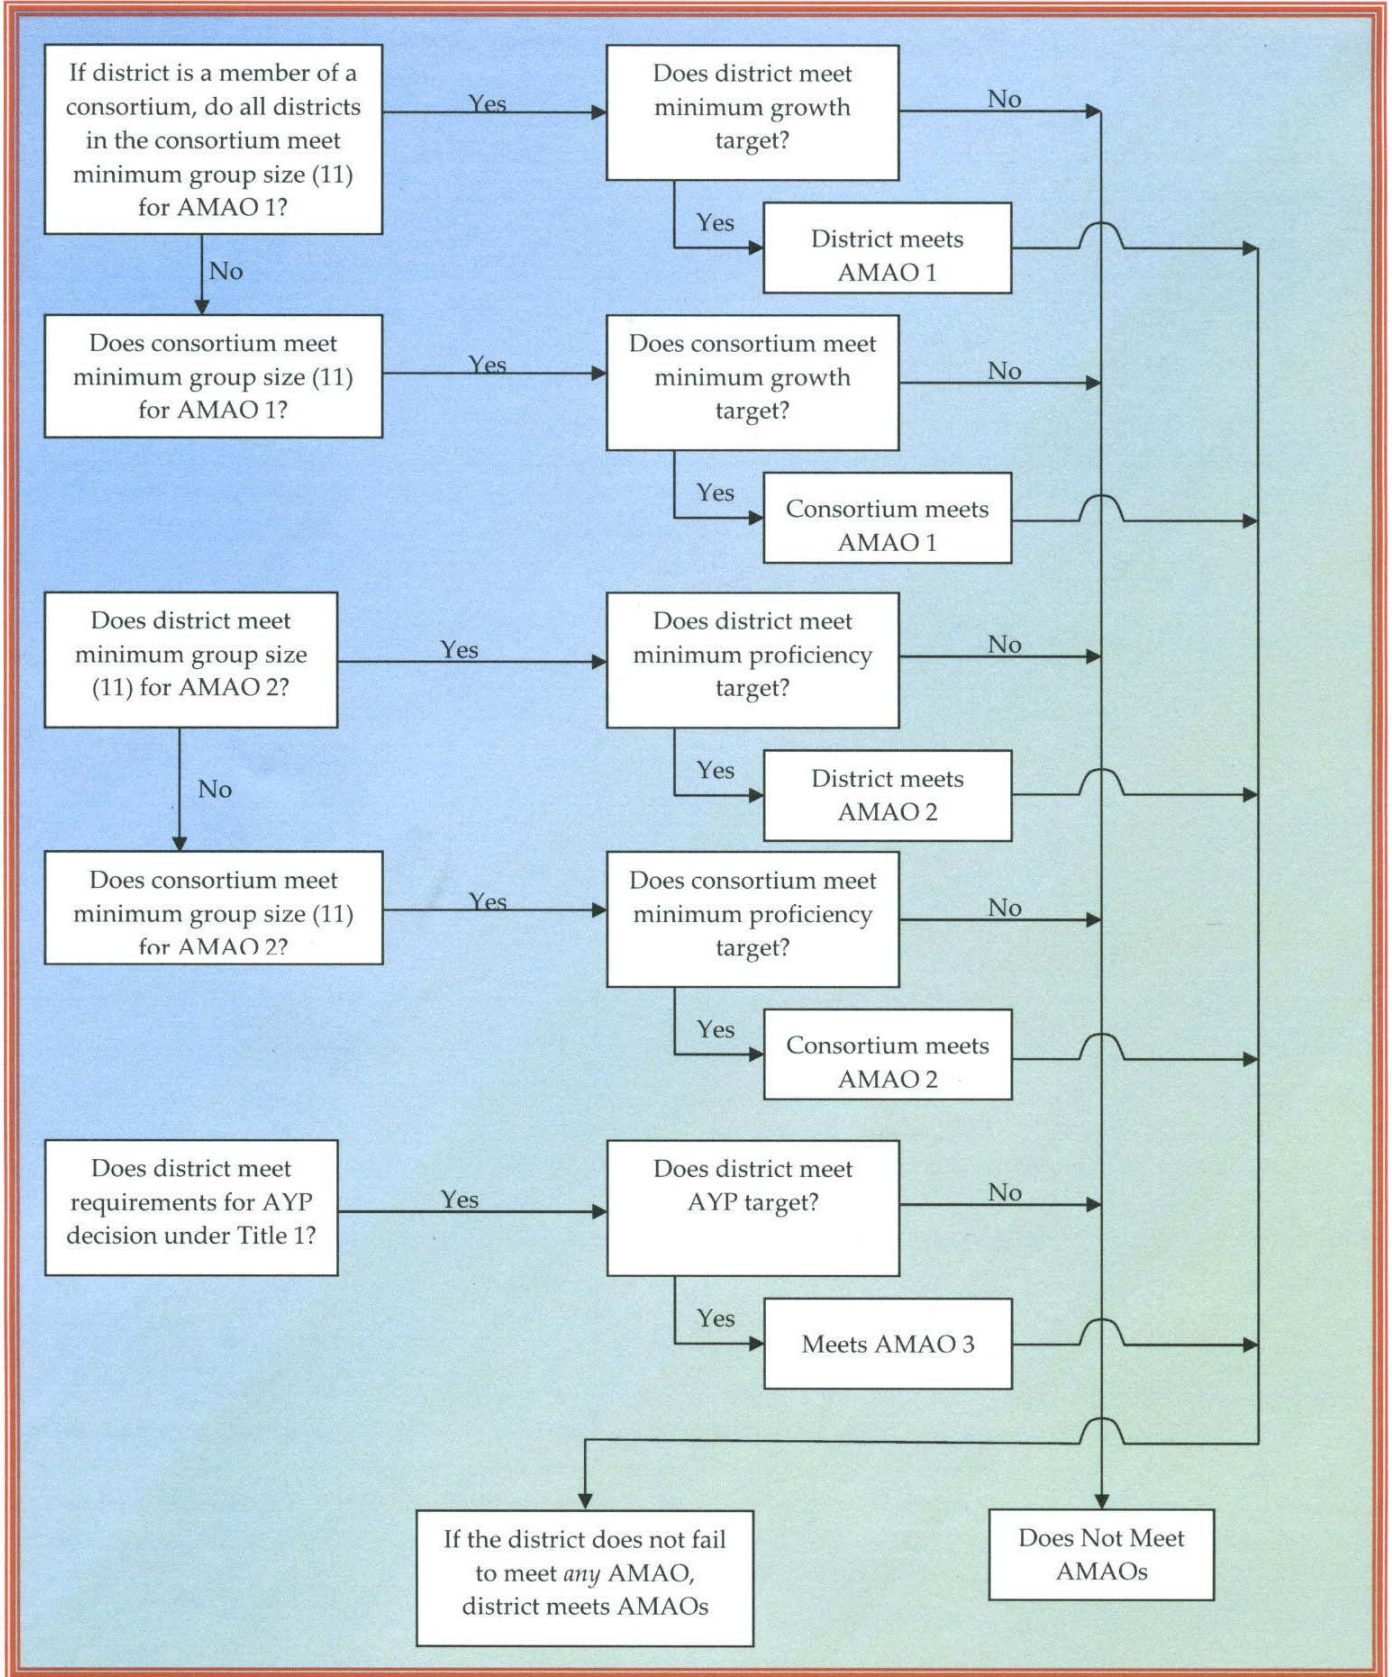 If district is a member of a
consortium, do all districts
in the consortium meet
minimum group size (11)
for AMAO 1?
Yes
Does district meet
minimum growth
target?
No
Yes
District meets
AMAO 1
No
Does consortium meet
minimum group size (11)
for AMAO 1?
Yes
Does consortium meet
minimum growth
target?
No
Yes
Consortium meets
AMAO 1
Does district meet
minimum group size
(11) for AMAO 2?
Yes
Does district meet
minimum proficiency
target?
No
Yes
District meets
AMAO 2
No
Does consortium meet
minimum group size (11)
for AMAO 2?
Yes
Does consortium meet
minimum proficiency
target?
No
Yes
Consortium meets
AMAO 2
Does district meet
requirements for AYP
decision under Title 1?
Yes
Does district meet
AYP target?
No
Yes
Meets AMAO 3
If the district does not fail
to meet any AMAO,
district meets AMAOs
Does Not Meet
AMAOs